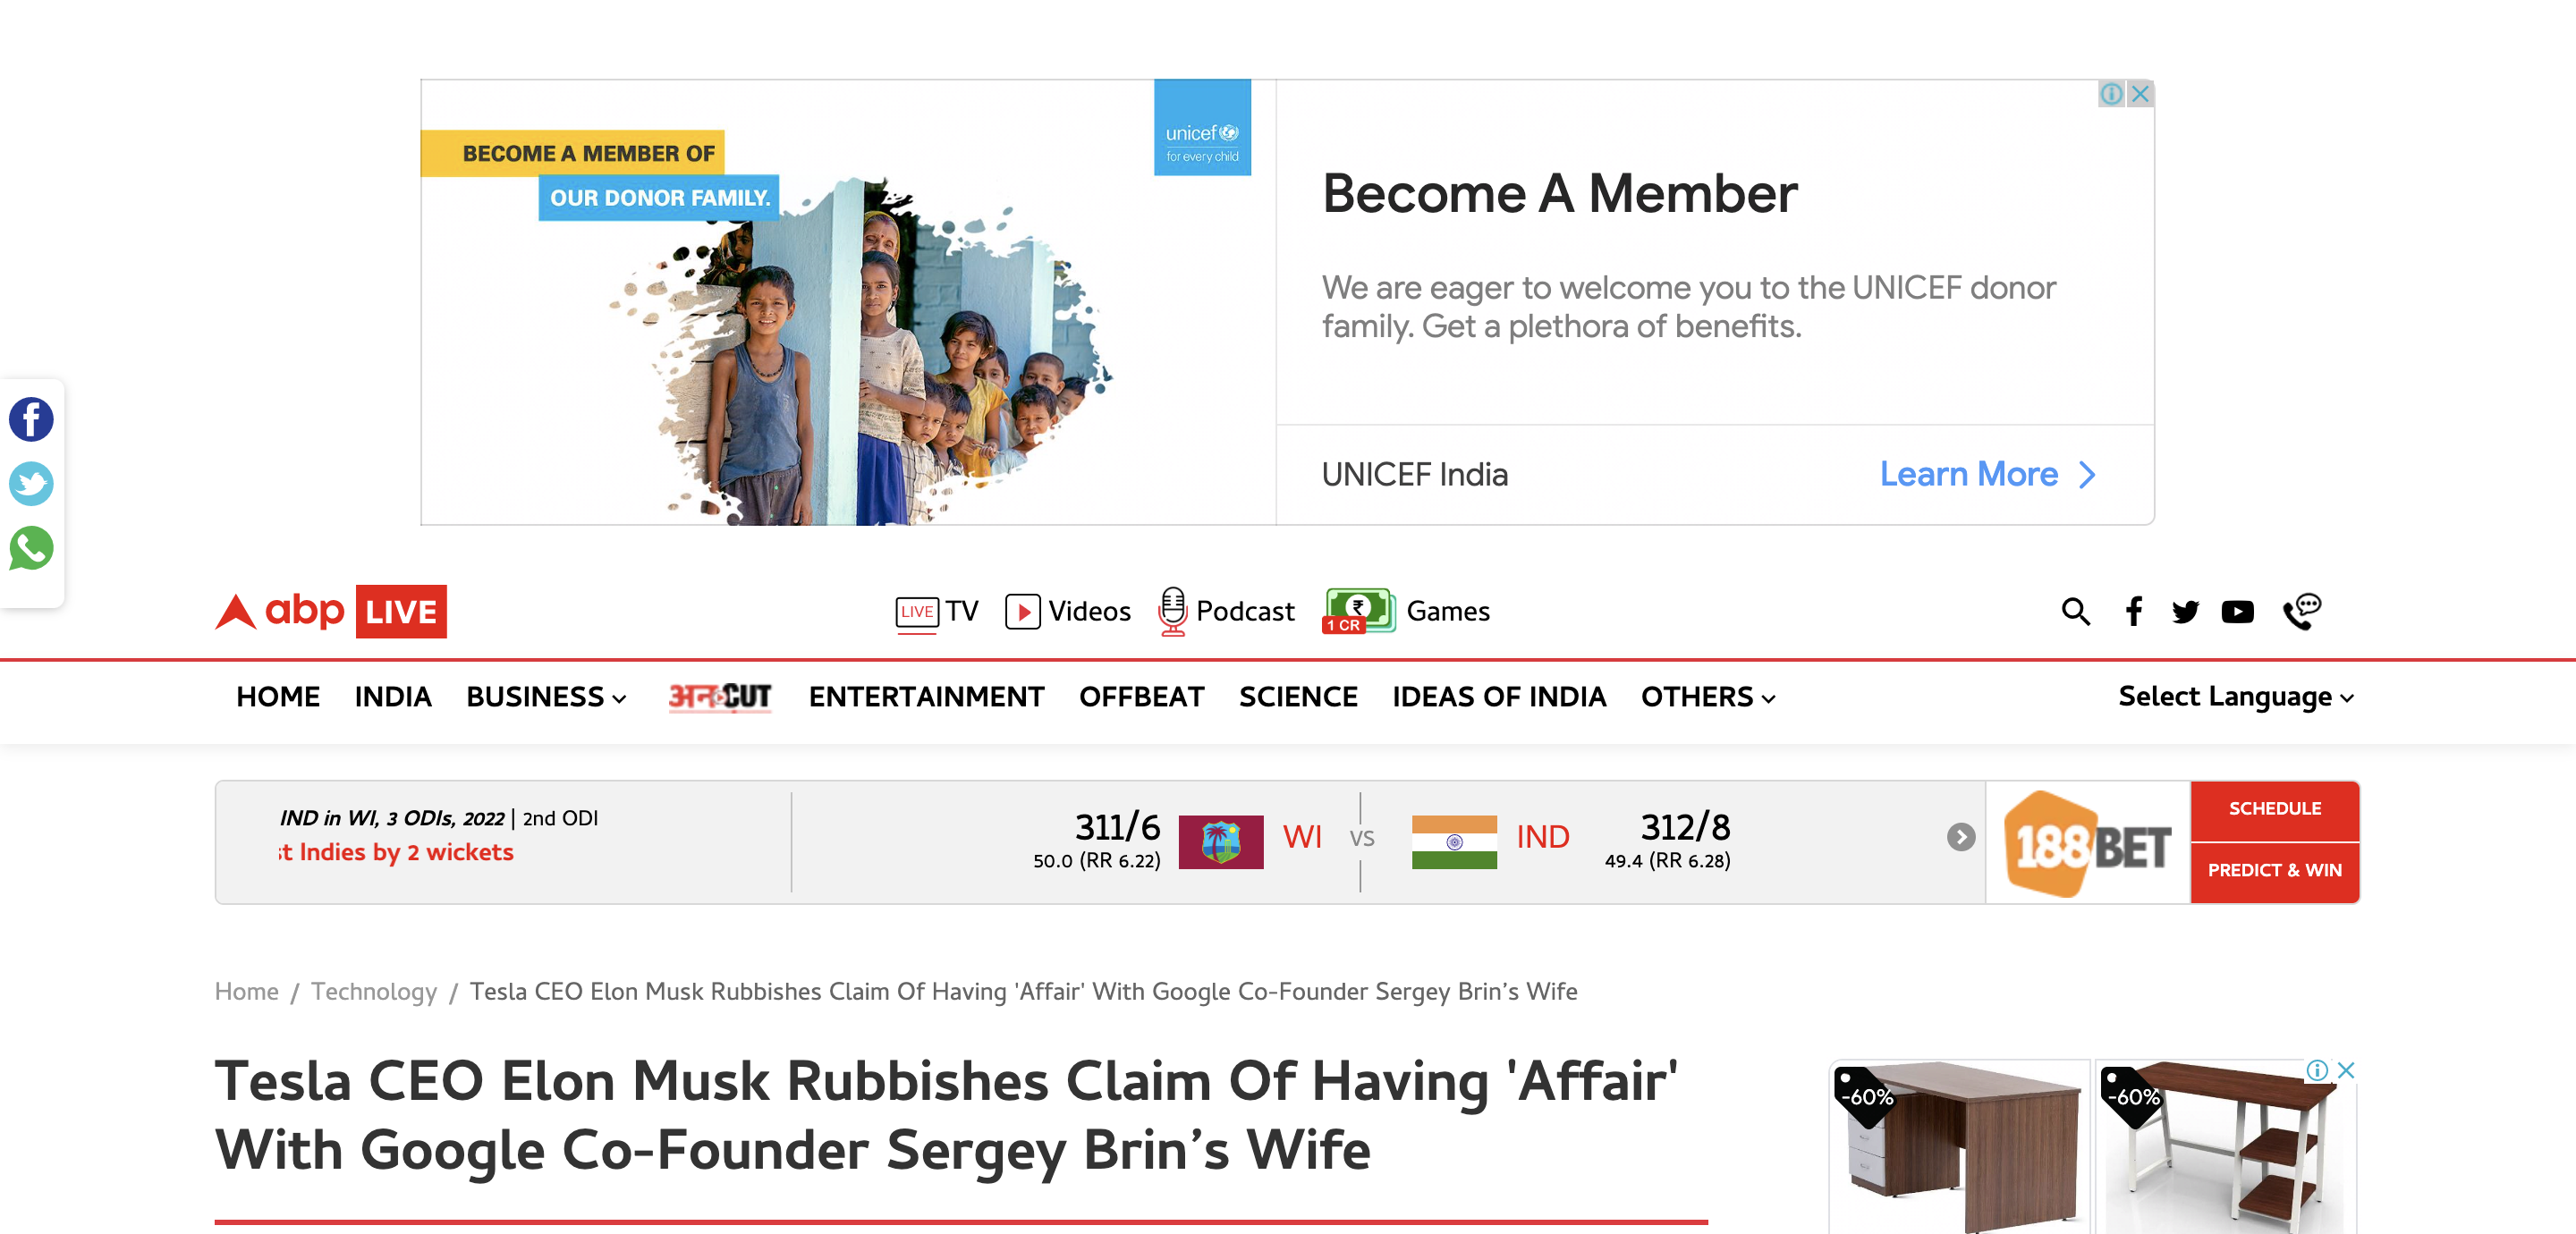 BECOME A MEMBER OF
OUR DONOR FAMILY.
unicef
for every child
Become A Member
We are eager to welcome you to the UNICEF donor
family. Get a plethora of benefits.
UNICEF India
Learn More
abp LIVE
LIVE TV
Videos
Podcast
₹
1 CR
Games
HOME
INDIA
BUSINESS
अनCUT
ENTERTAINMENT
OFFBEAT
SCIENCE
IDEAS OF INDIA
OTHERS
Select Language
IND in WI, 3 ODIs, 2022 | 2nd ODI
st Indies by 2 wickets
311/6
50.0 (RR 6.22)
WI
VS
IND
312/8
49.4 (RR 6.28)
188BET
SCHEDULE
PREDICT & WIN
Home / Technology / Tesla CEO Elon Musk Rubbishes Claim Of Having 'Affair' With Google Co-Founder Sergey Brin’s Wife
Tesla CEO Elon Musk Rubbishes Claim Of Having 'Affair'
With Google Co-Founder Sergey Brin’s Wife
-60%
-60%